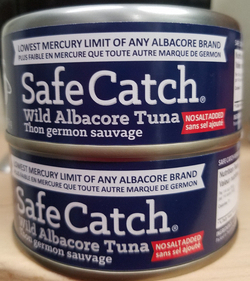 LOWEST MERCURY LIMIT OF ANY ALBACORE BRAND
PLUS FAIBLE EN MERCURE QUE TOUTE AUTRE MARQUE DE GERMON
Safe Catch®
Wild Albacore Tuna
Thon germon sauvage
NO SALT ADDED
sans sel ajouté
LOWEST MERCURY LIMIT OF ANY ALBACORE BRAND
PLUS FAIBLE EN MERCURE QUE TOUTE AUTRE MARQUE DE GERMON
Safe Catch®
Wild Albacore Tuna
Thon germon sauvage
NO SALT ADDED
sans sel ajouté